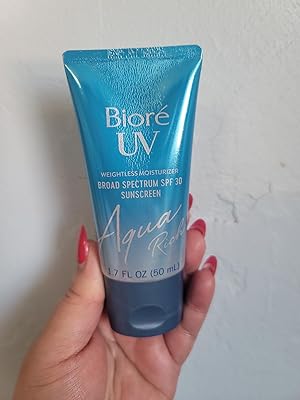 Bioré
UV
WEIGHTLESS MOISTURIZER
BROAD SPECTRUM SPF 30
SUNSCREEN
Aqua
Rich
1.7 FL OZ (50 mL)